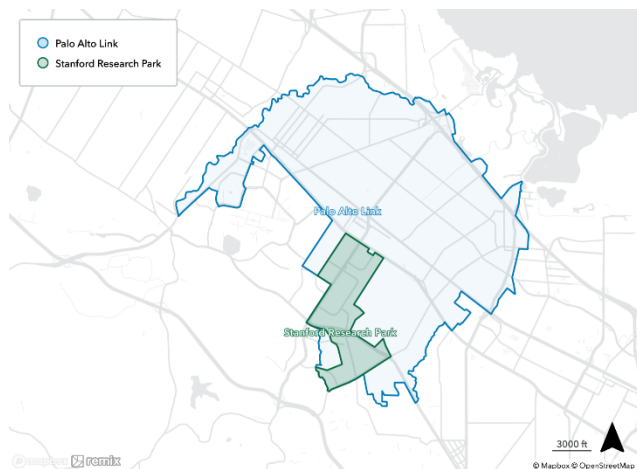 Palo Alto Link
Stanford Research Park
Palo Alto Link
Stanford Research Park
3000 ft
mapbox remix
© Mapbox © OpenStreetMap